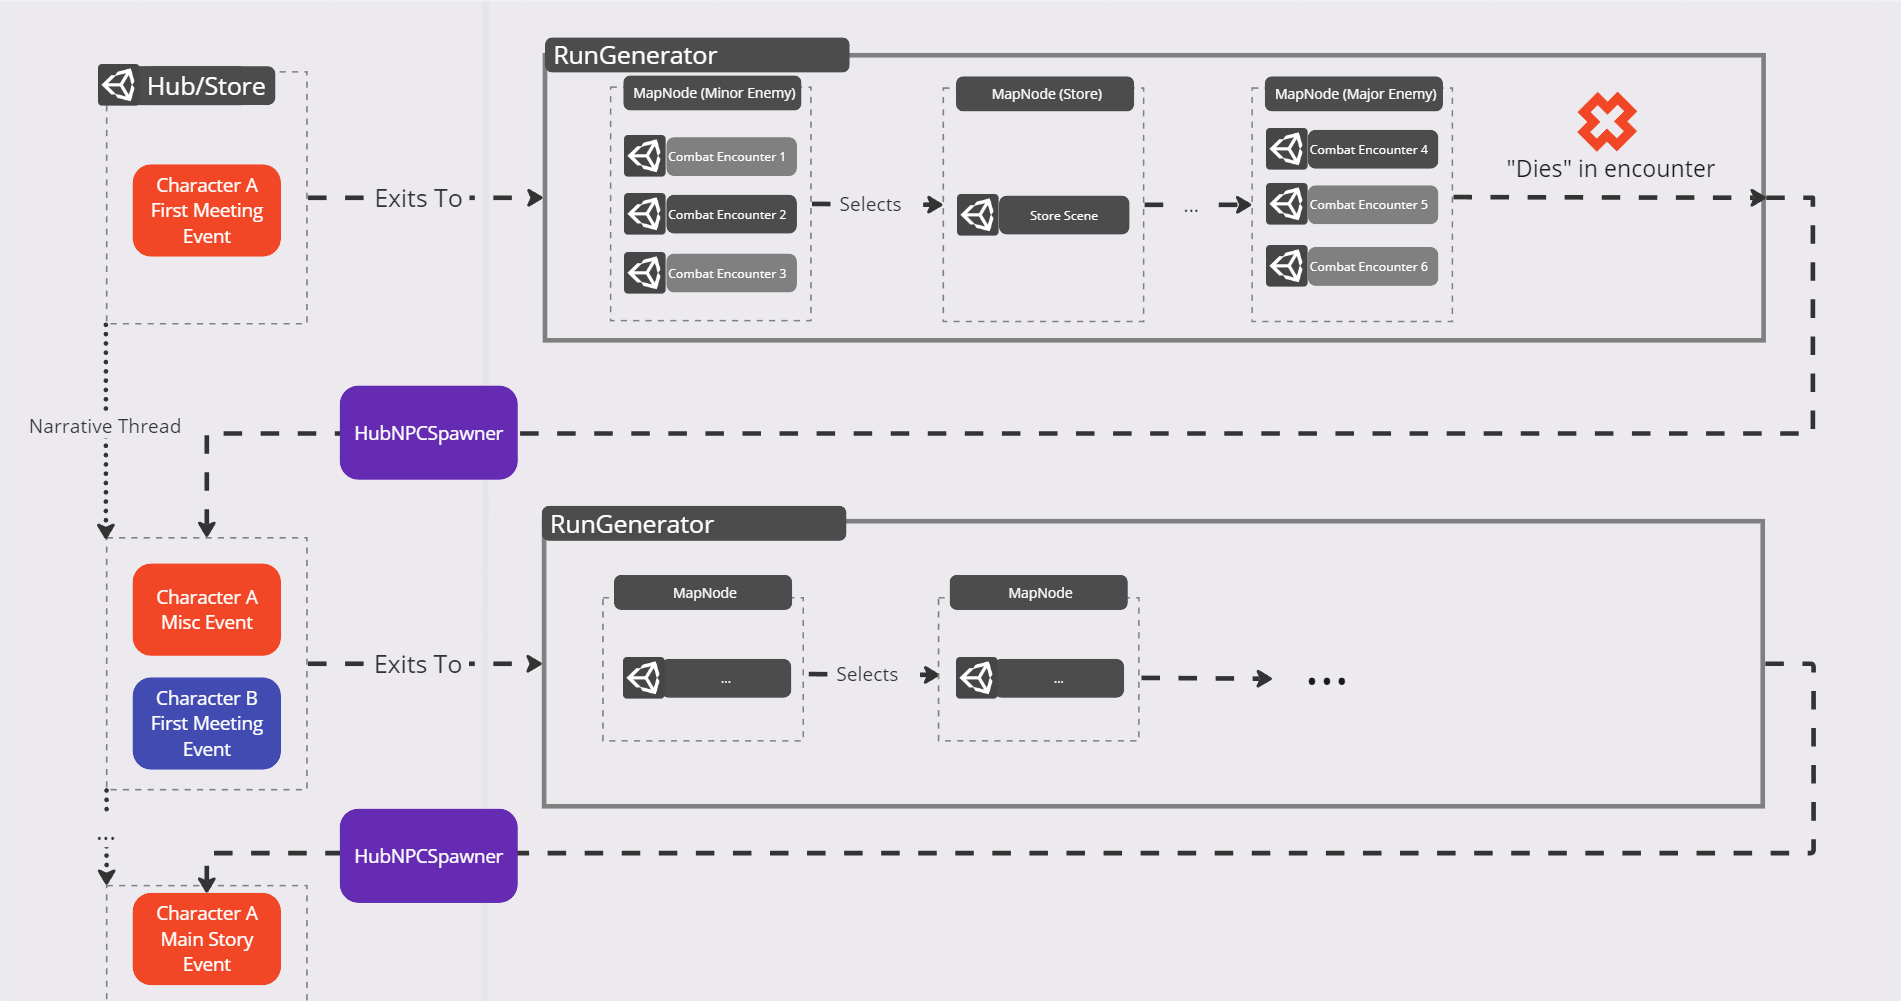 Hub/Store
Character A
First Meeting
Event
Exits To
RunGenerator
MapNode (Minor Enemy)
Combat Encounter 1
Combat Encounter 2
Combat Encounter 3
Selects
MapNode (Store)
Store Scene
...
MapNode (Major Enemy)
Combat Encounter 4
Combat Encounter 5
Combat Encounter 6
"Dies" in encounter
Narrative Thread
HubNPCSpawner
Character A
Misc Event
Character B
First Meeting
Event
Exits To
RunGenerator
MapNode
...
Selects
MapNode
...
...
...
HubNPCSpawner
Character A
Main Story
Event